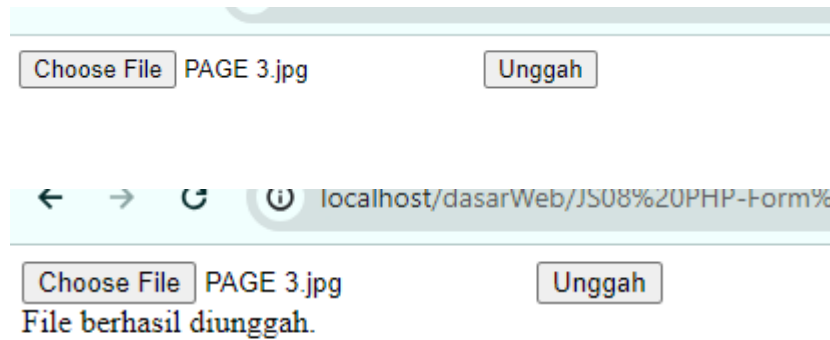 Choose File PAGE 3.jpg Unggah
localhost/dasarWeb/JS08%20PHP-Form%
Choose File PAGE 3.jpg Unggah
File berhasil diunggah.